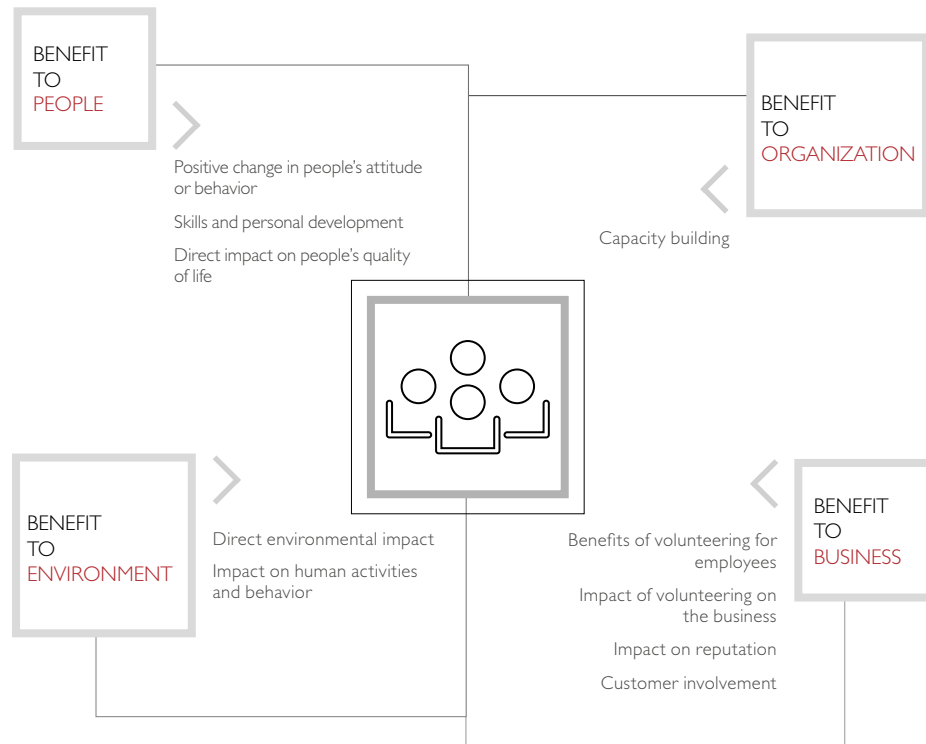 BENEFIT
TO
PEOPLE
Positive change in people's attitude
or behavior
Skills and personal development
Direct impact on people's quality
of life
BENEFIT
TO
ORGANIZATION
Capacity building
BENEFIT
TO
ENVIRONMENT
Direct environmental impact
Impact on human activities
and behavior
BENEFIT
TO
BUSINESS
Benefits of volunteering for
employees
Impact of volunteering on
the business
Impact on reputation
Customer involvement